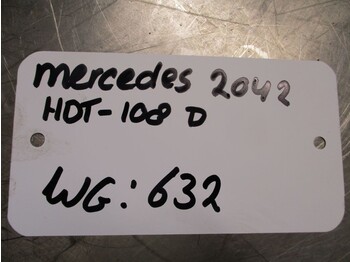 mercedes 2042
HDT-108 D
WG: 632